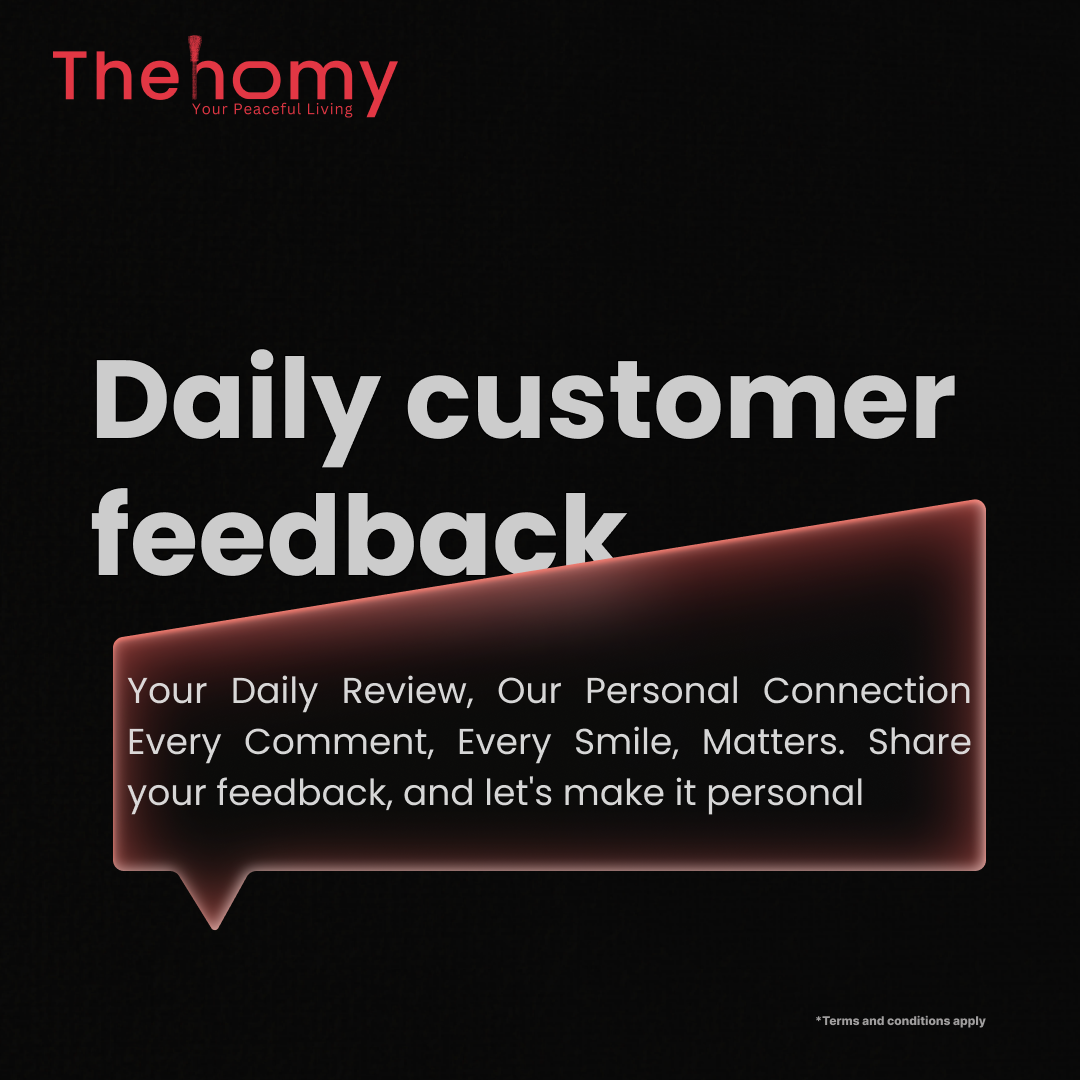 Thehomy
Your Peaceful Living
Daily customer
feedback
Your Daily Review, Our Personal Connection
Every Comment, Every Smile, Matters. Share
your feedback, and let's make it personal
*Terms and conditions apply